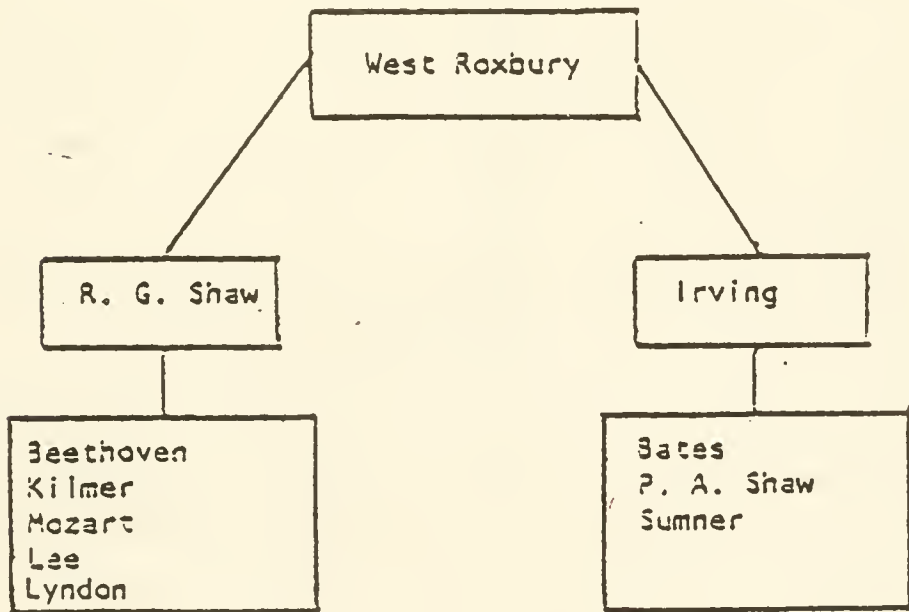 West Roxbury
R. G. Shaw
Irving
Beethoven
Kilmer
Mozart
Lee
Lyndon
Bates
P. A. Shaw
Sumner